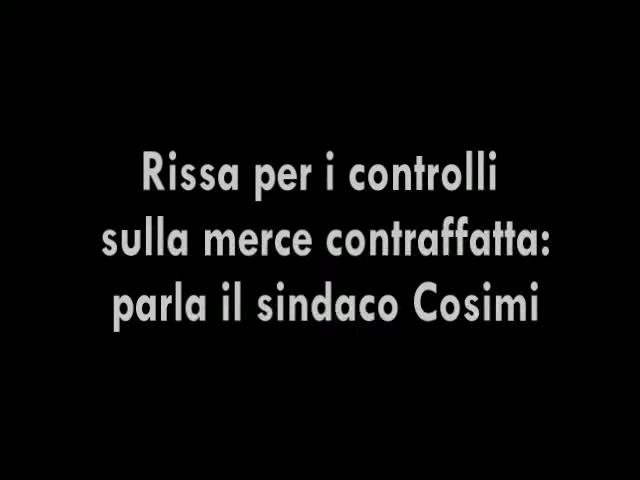 Rissa per i controlli
sulla merce contraffatta:
parla il sindaco Cosimi